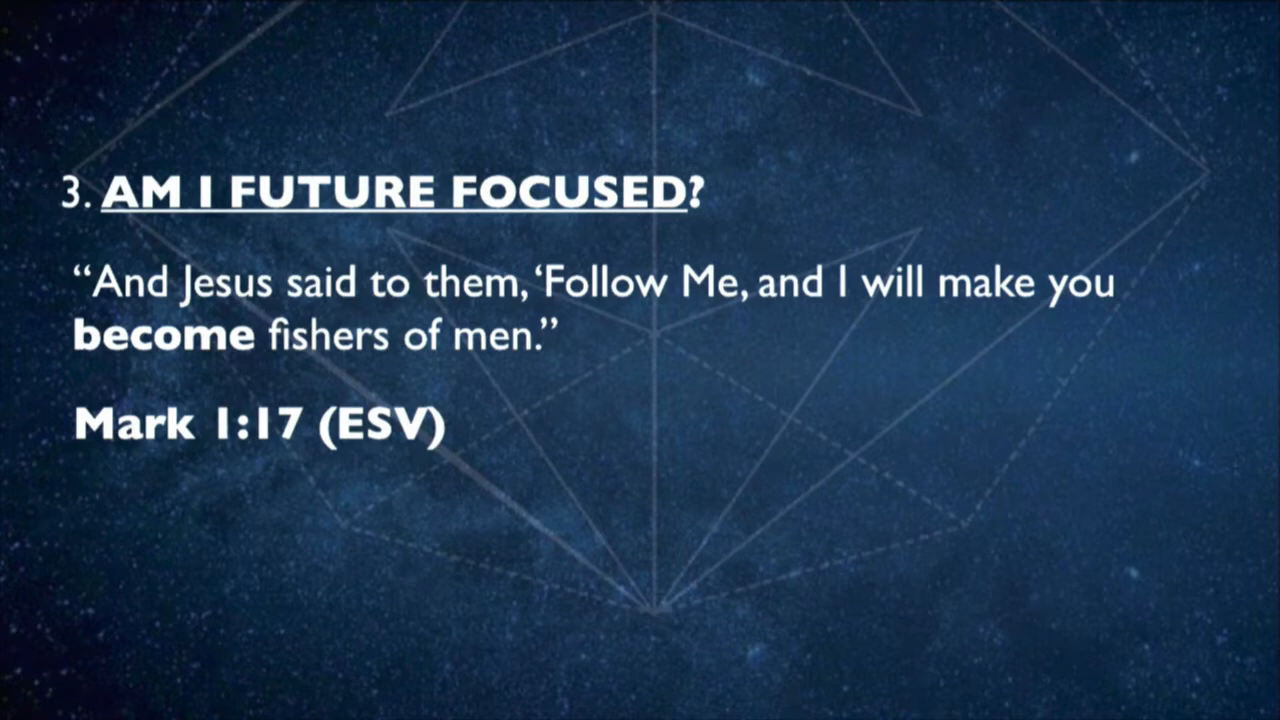 3. AM I FUTURE FOCUSED?
“And Jesus said to them, ‘Follow Me, and I will make you
become fishers of men.”
Mark 1:17 (ESV)